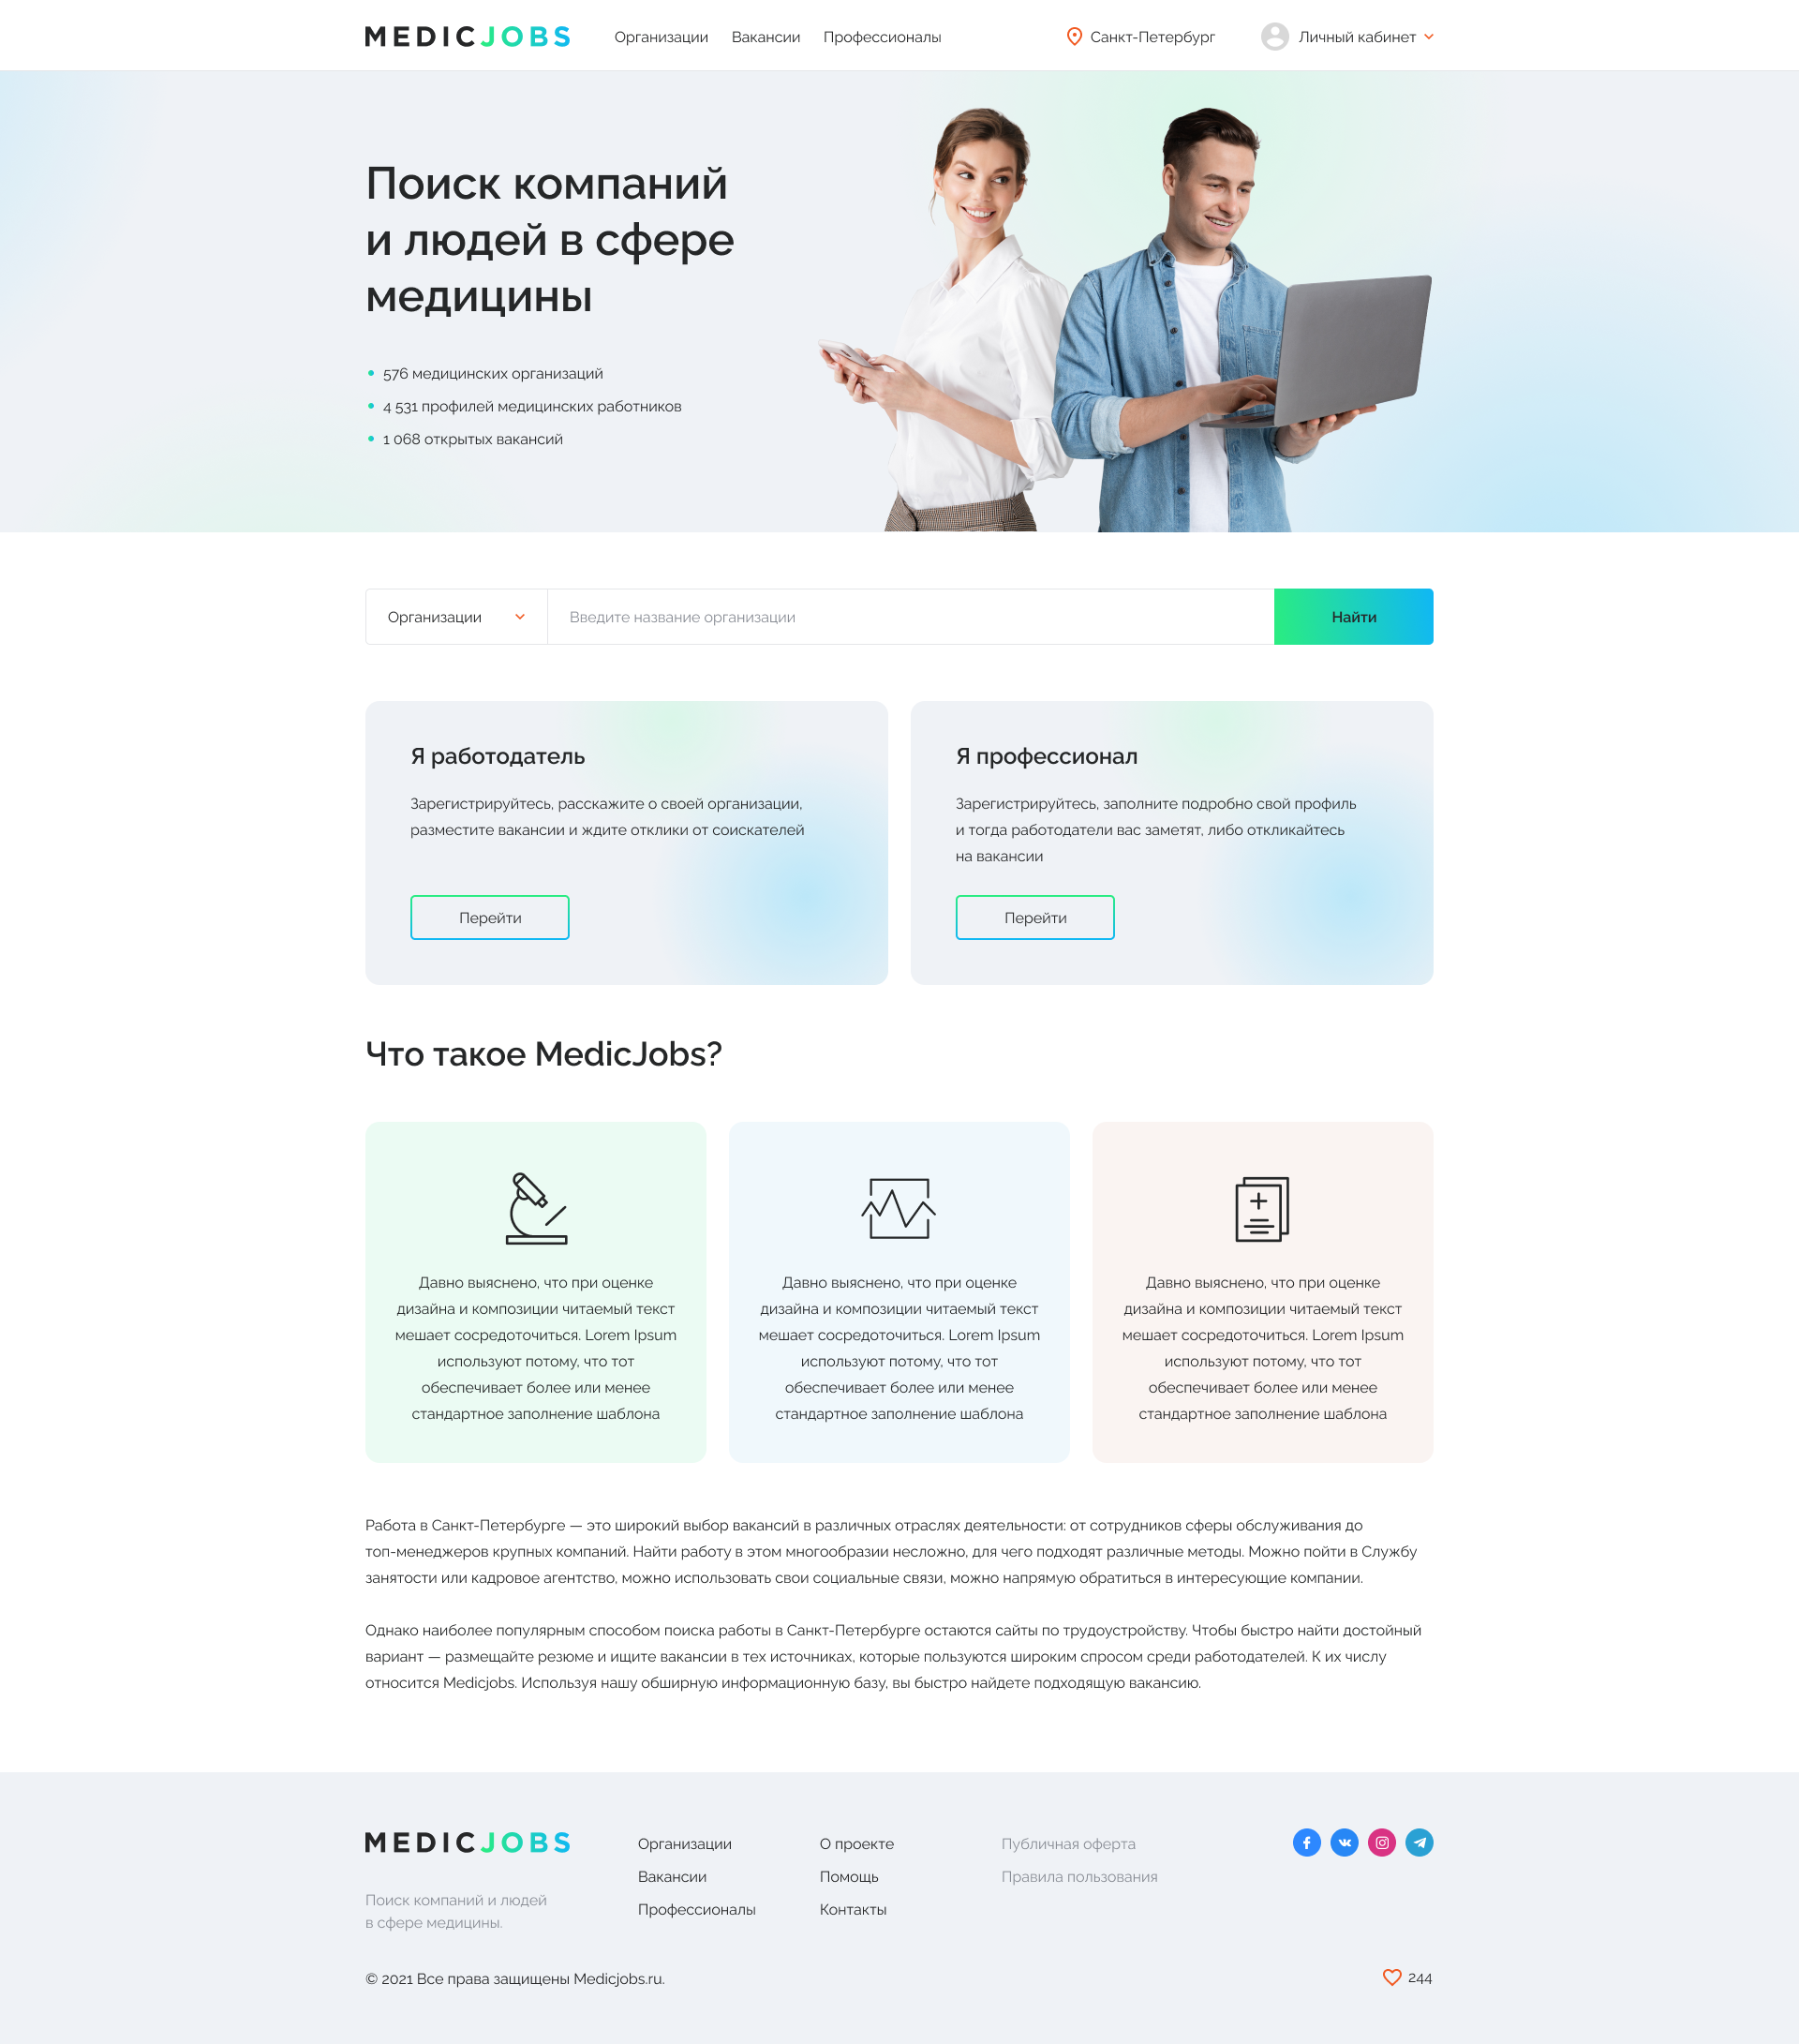 MEDICJOBS Организации Вакансии Профессионалы Санкт-Петербург Личный кабинет
Поиск компаний
и людей в сфере
медицины
576 медицинских организаций
4 531 профилей медицинских работников
1 068 открытых вакансий
Организации Введите название организации Найти
Я работодатель
Зарегистрируйтесь, расскажите о своей организации,
разместите вакансии и ждите отклики от соискателей
Перейти
Я профессионал
Зарегистрируйтесь, заполните подробно свой профиль
и тогда работодатели вас заметят, либо откликайтесь
на вакансии
Перейти
Что такое MedicJobs?
Давно выяснено, что при оценке
дизайна и композиции читаемый текст
мешает сосредоточиться. Lorem Ipsum
используют потому, что тот
обеспечивает более или менее
стандартное заполнение шаблона
Давно выяснено, что при оценке
дизайна и композиции читаемый текст
мешает сосредоточиться. Lorem Ipsum
используют потому, что тот
обеспечивает более или менее
стандартное заполнение шаблона
Давно выяснено, что при оценке
дизайна и композиции читаемый текст
мешает сосредоточиться. Lorem Ipsum
используют потому, что тот
обеспечивает более или менее
стандартное заполнение шаблона
Работа в Санкт-Петербурге — это широкий выбор вакансий в различных отраслях деятельности: от сотрудников сферы обслуживания до
топ-менеджеров крупных компаний. Найти работу в этом многообразии несложно, для чего подходят различные методы. Можно пойти в Службу
занятости или кадровое агентство, можно использовать свои социальные связи, можно напрямую обратиться в интересующие компании.
Однако наиболее популярным способом поиска работы в Санкт-Петербурге остаются сайты по трудоустройству. Чтобы быстро найти достойный
вариант — размещайте резюме и ищите вакансии в тех источниках, которые пользуются широким спросом среди работодателей. К их числу
относится Medicjobs. Используя нашу обширную информационную базу, вы быстро найдете подходящую вакансию.
MEDICJOBS
Поиск компаний и людей
в сфере медицины.
Организации
Вакансии
Профессионалы
О проекте
Помощь
Контакты
Публичная оферта
Правила пользования
© 2021 Все права защищены Medicjobs.ru.
244